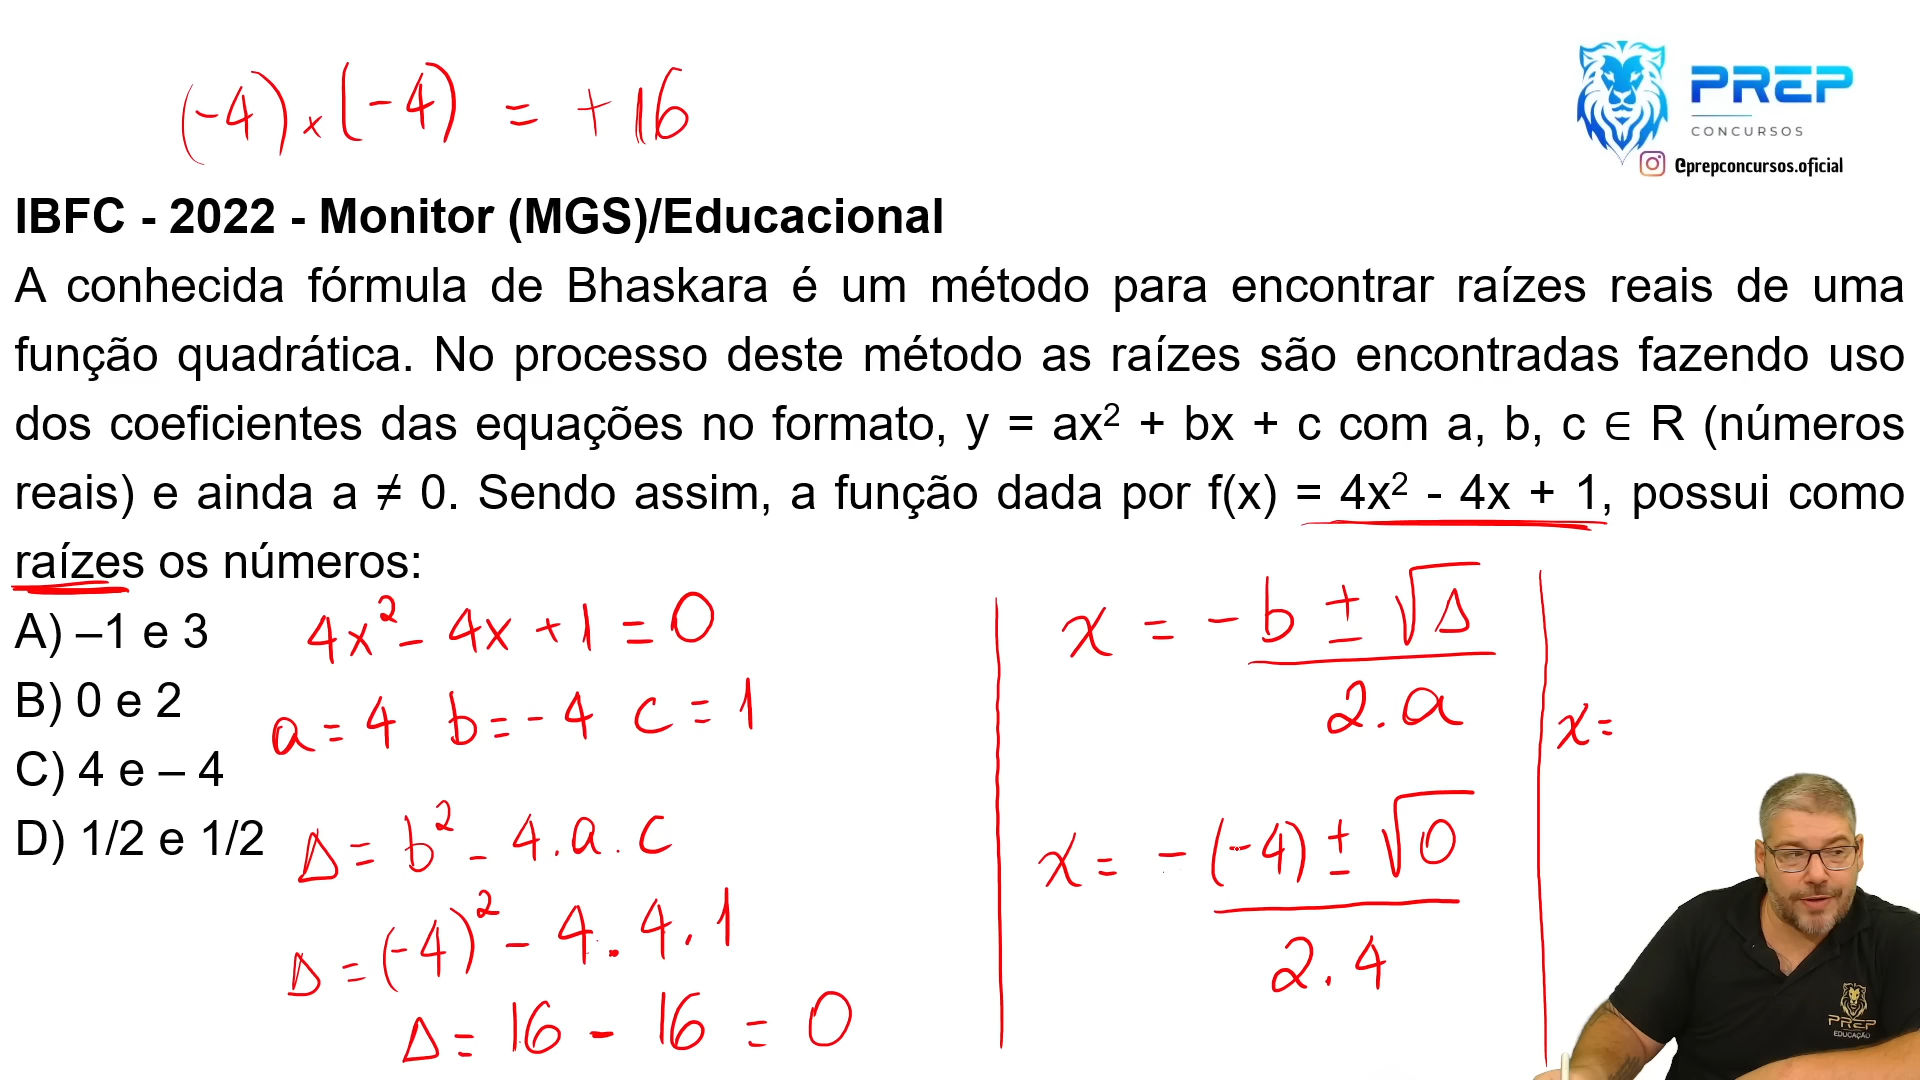 (-4) x (-4) = +16
PREP
CONCURSOS
@prepconcursos.oficial
IBFC - 2022 - Monitor (MGS)/Educacional
A conhecida fórmula de Bhaskara é um método para encontrar raízes reais de uma
função quadrática. No processo deste método as raízes são encontradas fazendo uso
dos coeficientes das equações no formato, y = ax² + bx + c com a, b, c ∈ R (números
reais) e ainda a ≠ 0. Sendo assim, a função dada por f(x) = 4x² - 4x + 1, possui como
raízes os números:
A) –1 e 3
B) 0 e 2
C) 4 e – 4
D) 1/2 e 1/2
4x² - 4x + 1 = 0
a = 4 b = -4 c = 1
Δ = b² - 4.a.c
Δ = (-4)² - 4.4.1
Δ = 16 - 16 = 0
x = -b ± √Δ
2.a
x = -(-4) ± √0
2.4
x =
PREP
EDUCAÇÃO